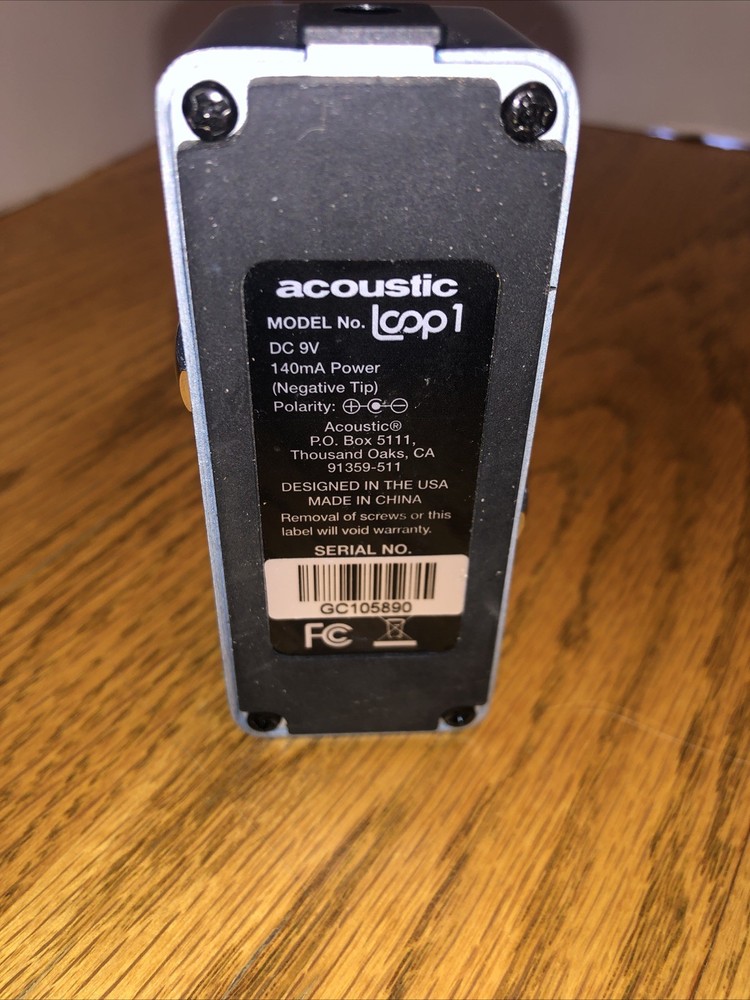 acoustic
MODEL No. Loop1
DC 9V
140mA Power
(Negative Tip)
Polarity:
Acoustic®
P.O. Box 5111,
Thousand Oaks, CA
91359-511
DESIGNED IN THE USA
MADE IN CHINA
Removal of screws or this
label will void warranty.
SERIAL NO.
GC105890
FC